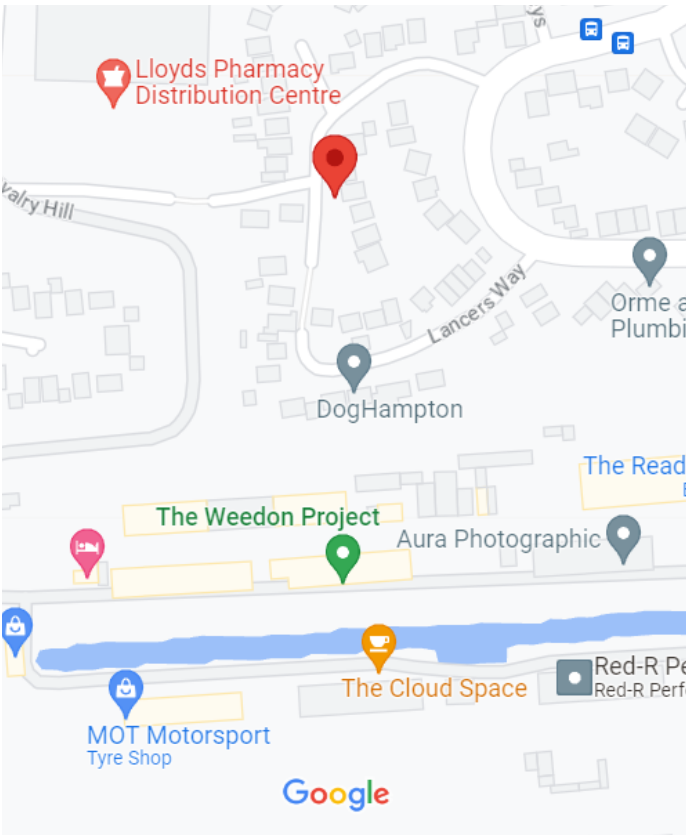 ys
Lloyds Pharmacy
Distribution Centre
valry Hill
Lancers Way
Orme a
Plumbi
DogHampton
The Read
The Weedon Project
Aura Photographic
The Cloud Space
Red-R Pe
Red-R Perf
MOT Motorsport
Tyre Shop
Google